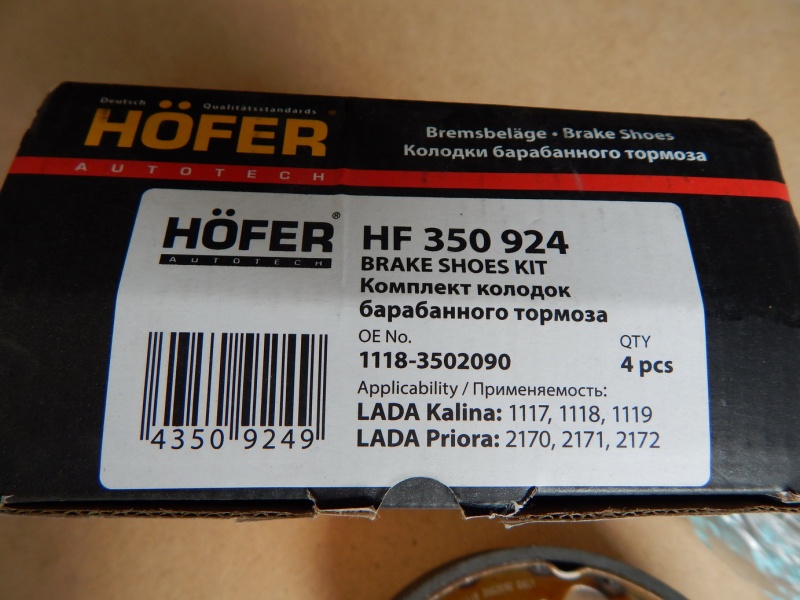 Deutsch Qualitätsstandards
HÖFER®
AUTOTECH
Bremsbeläge • Brake Shoes
Колодки барабанного тормоза
HÖFER®
AUTOTECH
HF 350 924
BRAKE SHOES KIT
Комплект колодок
барабанного тормоза
OE No.
1118-3502090
QTY
4 pcs
Applicability / Применяемость:
LADA Kalina: 1117, 1118, 1119
LADA Priora: 2170, 2171, 2172
4350 9249